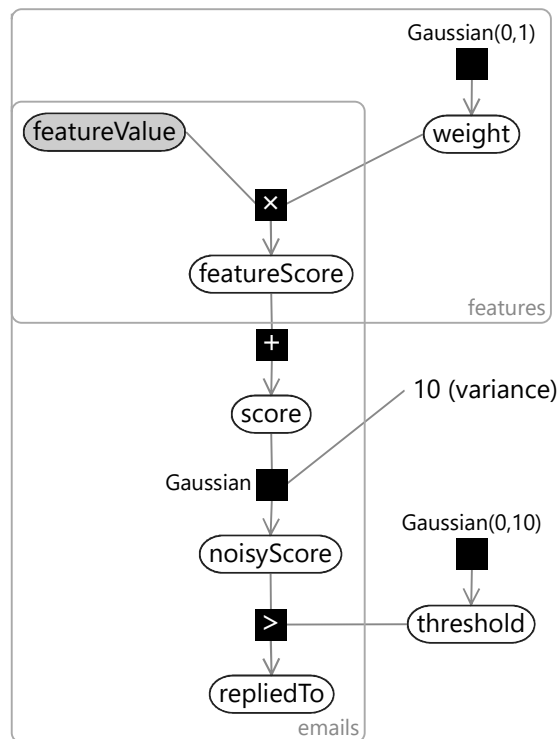 Gaussian(0,1)
featureValue
weight
×
featureScore
features
+
score
10 (variance)
Gaussian
Gaussian(0,10)
noisyScore
>
threshold
repliedTo
emails